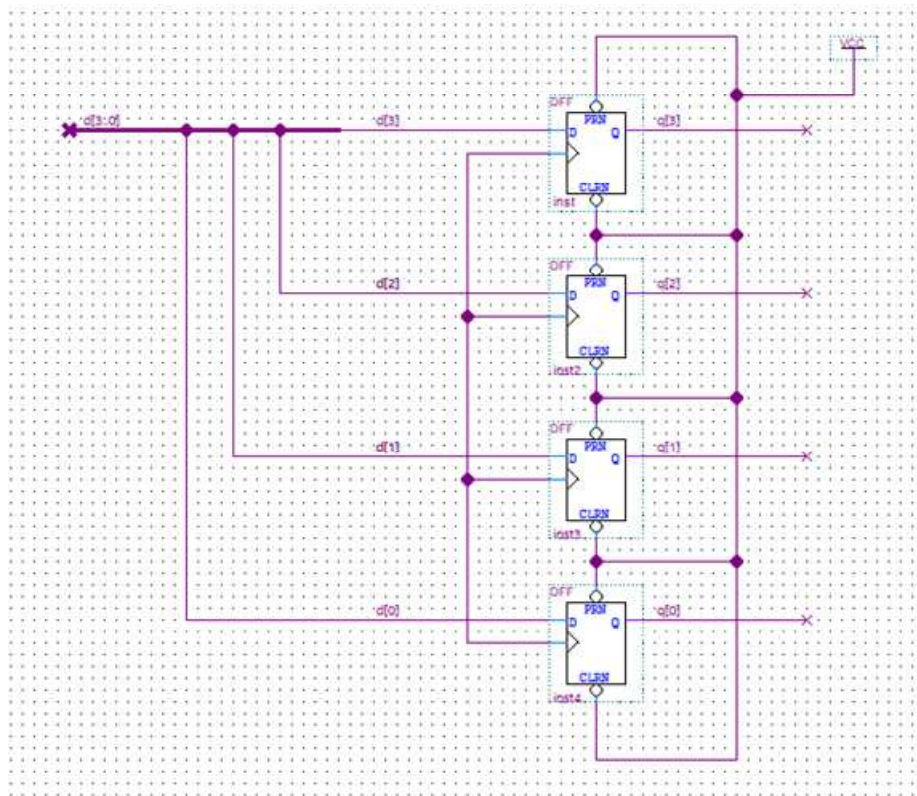 VCC
DFF
d[3:0]
d[3]
PRN
D
Q
q[3]
CLRN
inst
DFF
PRN
d[2]
D
Q
q[2]
CLRN
inst2
DFF
PRN
d[1]
D
Q
q[1]
CLRN
inst3
DFF
PRN
d[0]
D
Q
q[0]
CLRN
inst4